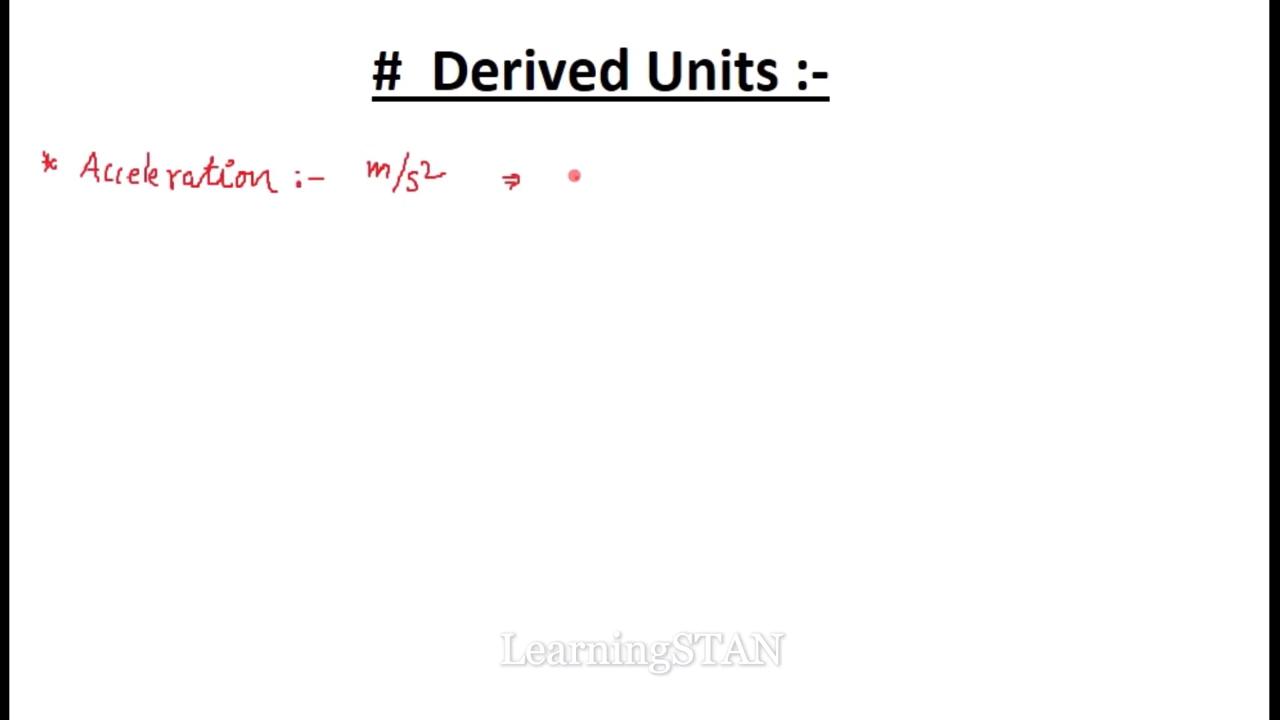 # Derived Units :-
* Acceleration :- m/s2 ⇒
LearningSTAN